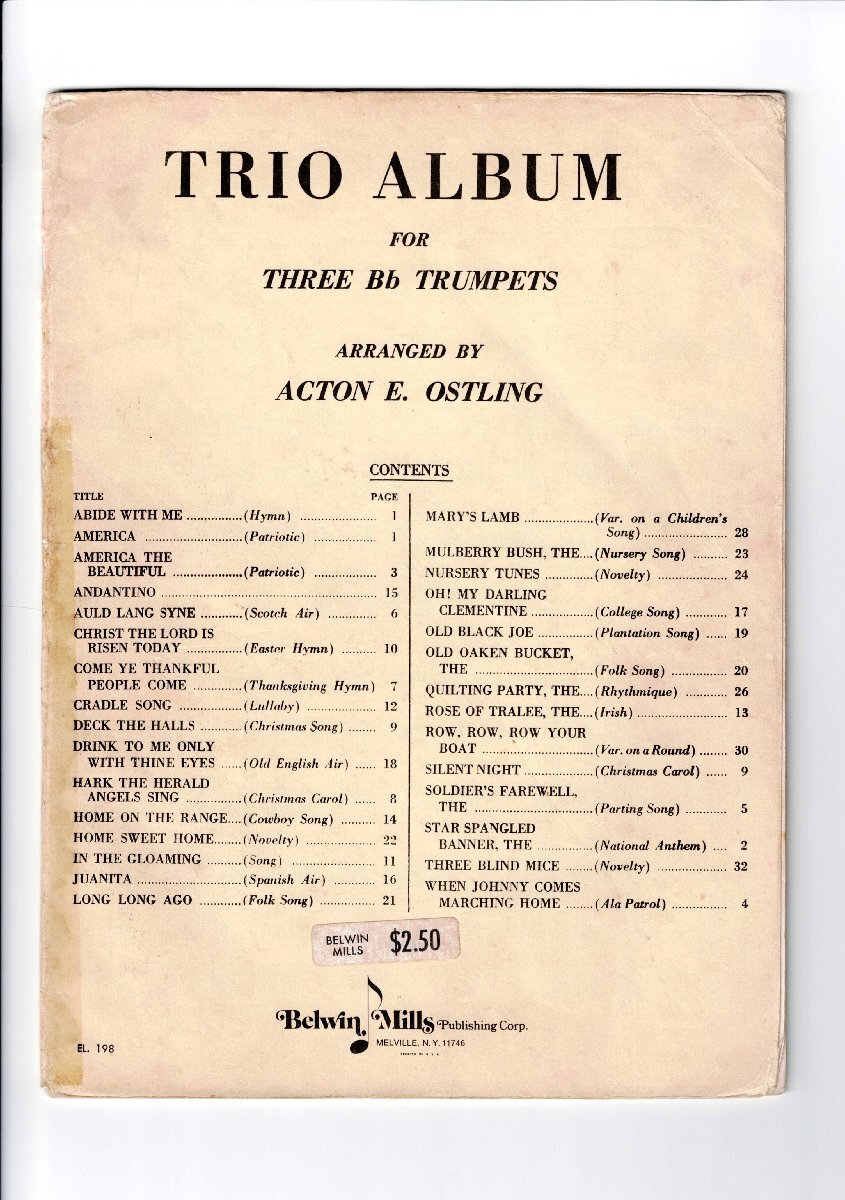 TRIO ALBUM
FOR
THREE Bb TRUMPETS
ARRANGED BY
ACTON E. OSTLING
CONTENTS
TITLE PAGE
ABIDE WITH ME ...............(Hymn) ..................... 1
AMERICA ...........................(Patriotic) ................. 1
AMERICA THE
BEAUTIFUL ...................(Patriotic) ................. 3
ANDANTINO ................................................................ 15
AULD LANG SYNE ...........(Scotch Air) ............. 6
CHRIST THE LORD IS
RISEN TODAY ...............(Easter Hymn) .......... 10
COME YE THANKFUL
PEOPLE COME .............(Thanksgiving Hymn) 7
CRADLE SONG .................(Lullaby) .................... 12
DECK THE HALLS ...........(Christmas Song) ........ 9
DRINK TO ME ONLY
WITH THINE EYES ......(Old English Air) ...... 18
HARK THE HERALD
ANGELS SING ...............(Christmas Carol) ...... 8
HOME ON THE RANGE....(Cowboy Song) .......... 14
HOME SWEET HOME........(Novelty) ................... 22
IN THE GLOAMING .........(Song) ....................... 11
JUANITA .............................(Spanish Air) ........... 16
LONG LONG AGO ...........(Folk Song) ............... 21
MARY'S LAMB ...................(Var. on a Children's
Song) ....................... 28
MULBERRY BUSH, THE....(Nursery Song) .......... 23
NURSERY TUNES ..............(Novelty) ................... 24
OH! MY DARLING
CLEMENTINE .................(College Song) ........... 17
OLD BLACK JOE ...............(Plantation Song) ...... 19
OLD OAKEN BUCKET,
THE ................................(Folk Song) ............... 20
QUILTING PARTY, THE....(Rhythmique) ............ 26
ROSE OF TRALEE, THE....(Irish) ......................... 13
ROW, ROW, ROW YOUR
BOAT ...............................(Var. on a Round) ........ 30
SILENT NIGHT ...................(Christmas Carol) ...... 9
SOLDIER'S FAREWELL,
THE .................................(Parting Song) ............ 5
STAR SPANGLED
BANNER, THE ...............(National Anthem) .... 2
THREE BLIND MICE .......(Novelty) ................... 32
WHEN JOHNNY COMES
MARCHING HOME ........(Ala Patrol) ............... 4
BELWIN
MILLS $2.50
Belwin Mills Publishing Corp.
MELVILLE, N. Y. 11746
EL. 198